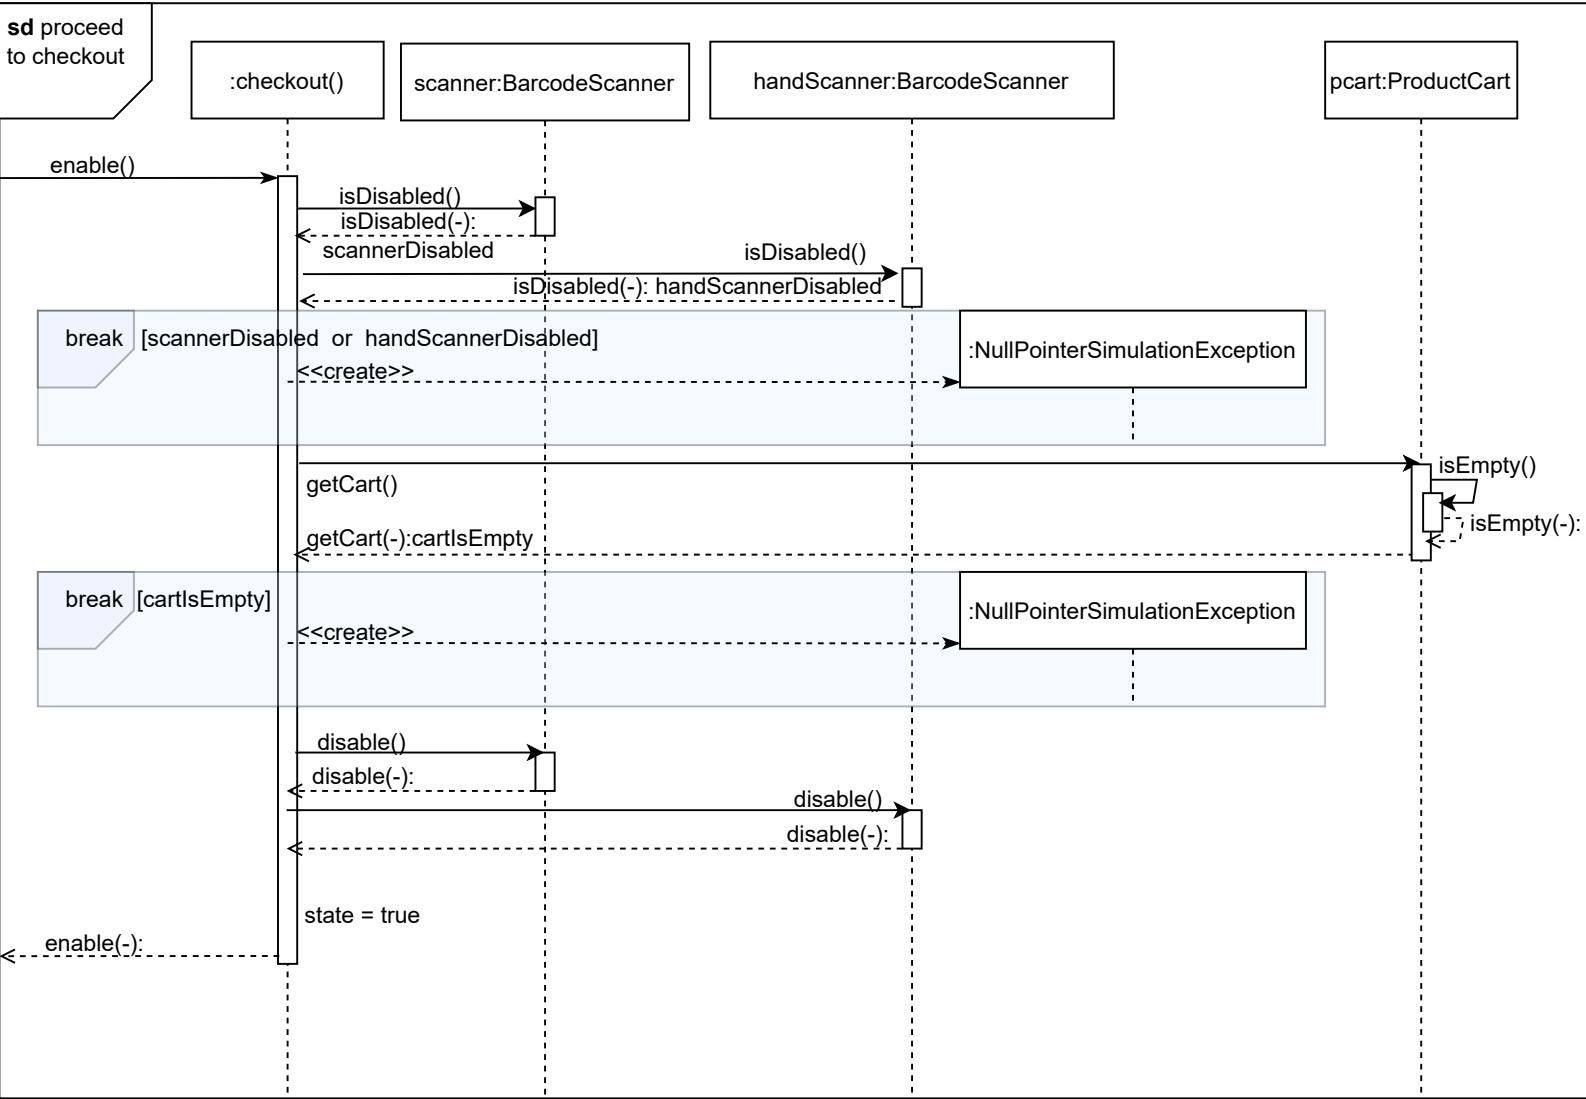 sd proceed
to checkout
:checkout()
scanner:BarcodeScanner
handScanner:BarcodeScanner
pcart:ProductCart
enable()
isDisabled()
isDisabled(-):
scannerDisabled
isDisabled()
isDisabled(-): handScannerDisabled
break [scannerDisabled or handScannerDisabled]
:NullPointerSimulationException
<<create>>
isEmpty()
getCart()
isEmpty(-):
getCart(-):cartIsEmpty
break [cartIsEmpty]
:NullPointerSimulationException
<<create>>
disable()
disable(-):
disable()
disable(-):
state = true
enable(-):